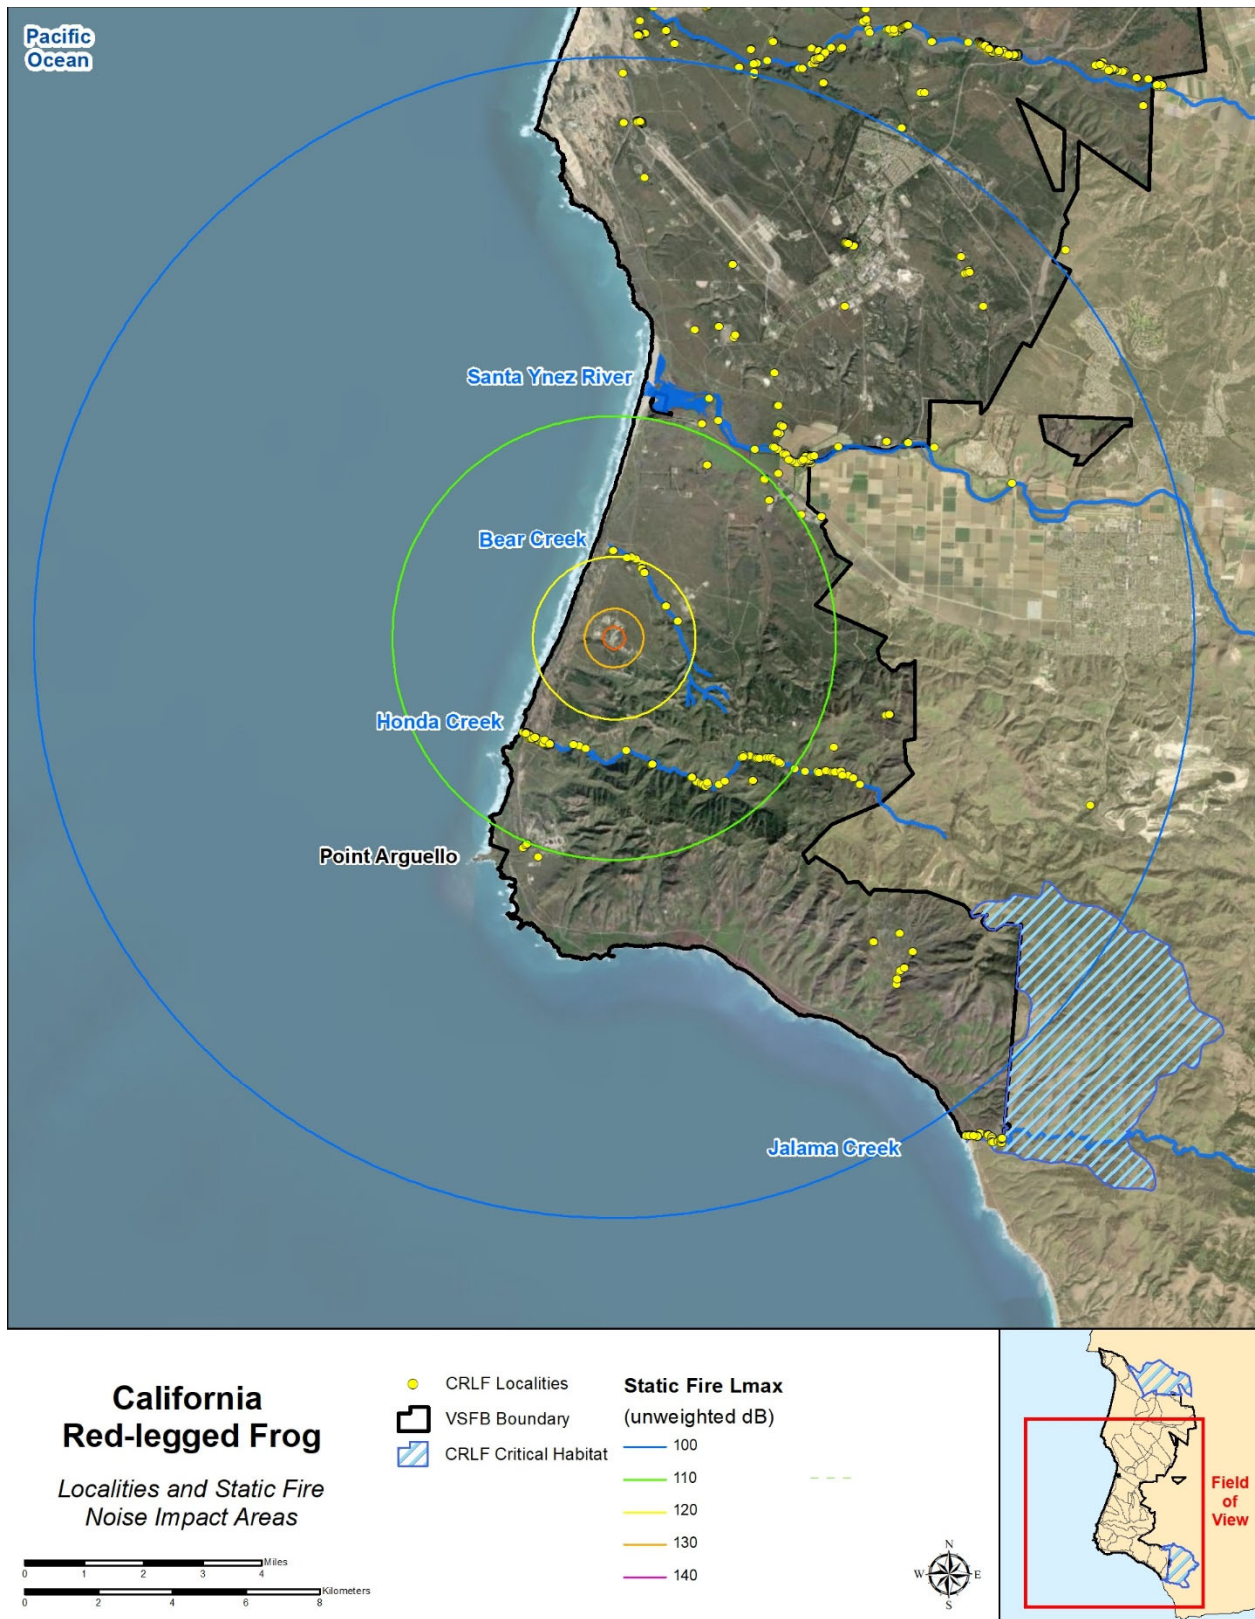 Pacific
Ocean
Santa Ynez River
Bear Creek
Honda Creek
Point Arguello
Jalama Creek
California
Red-legged Frog
Localities and Static Fire
Noise Impact Areas
0 1 2 3 4 Miles
0 2 4 6 8 Kilometers
CRLF Localities
VSFB Boundary
CRLF Critical Habitat
Static Fire Lmax
(unweighted dB)
100
110
120
130
140
N
W E
S
Field
of
View